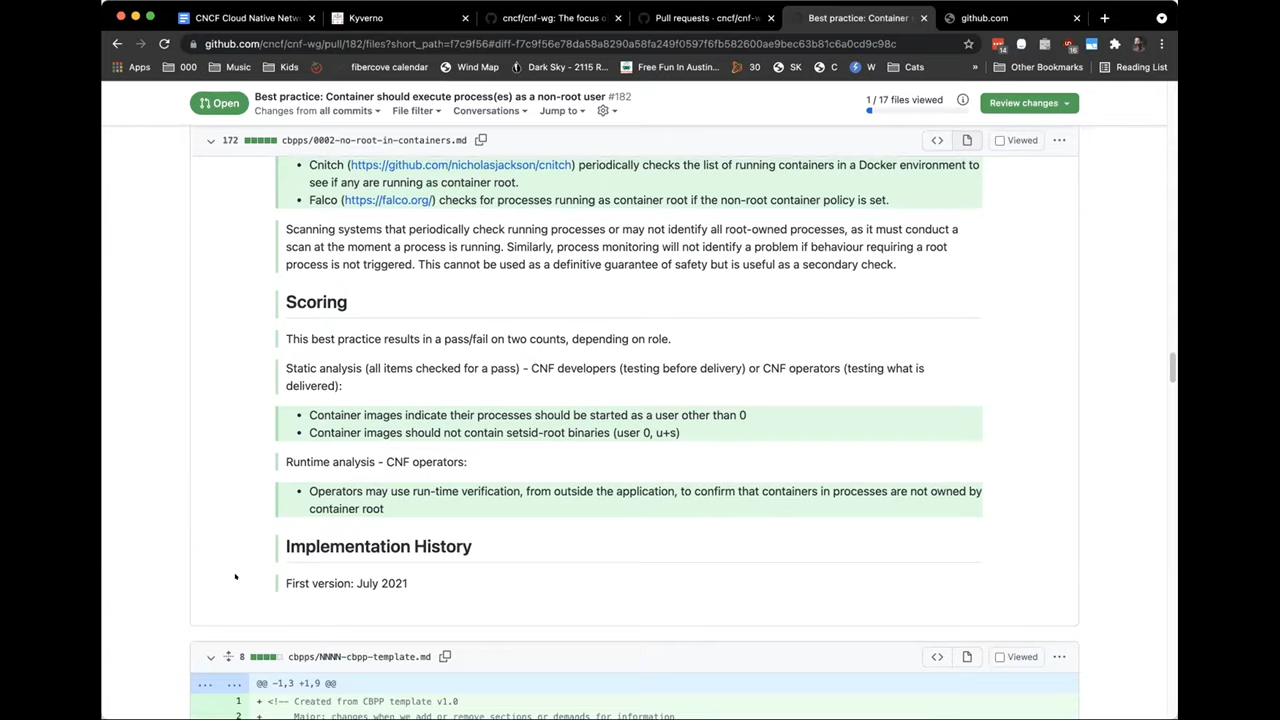 CNCF Cloud Native Netw
Kyverno
cncf/cnf-wg: The focus o
Pull requests · cncf/cnf-w
Best practice: Container
github.com
github.com/cncf/cnf-wg/pull/182/files?short_path=f7c9f56#diff-f7c9f56e78da58a8290a58fa249f0597f6fb582600ae9bec63b81c6a0cd9c98c
14
16
Apps
000
Music
Kids
fibercove calendar
Wind Map
Dark Sky - 2115 R...
Free Fun In Austin...
30
SK
C
W
Cats
»
Other Bookmarks
Reading List
Open
Best practice: Container should execute process(es) as a non-root user #182
Changes from all commits
File filter
Conversations
Jump to
1 / 17 files viewed
Review changes
172
cbpps/0002-no-root-in-containers.md
Viewed
• Cnitch (https://github.com/nicholasjackson/cnitch) periodically checks the list of running containers in a Docker environment to
see if any are running as container root.
• Falco (https://falco.org/) checks for processes running as container root if the non-root container policy is set.
Scanning systems that periodically check running processes or may not identify all root-owned processes, as it must conduct a
scan at the moment a process is running. Similarly, process monitoring will not identify a problem if behaviour requiring a root
process is not triggered. This cannot be used as a definitive guarantee of safety but is useful as a secondary check.
Scoring
This best practice results in a pass/fail on two counts, depending on role.
Static analysis (all items checked for a pass) - CNF developers (testing before delivery) or CNF operators (testing what is
delivered):
• Container images indicate their processes should be started as a user other than 0
• Container images should not contain setsid-root binaries (user 0, u+s)
Runtime analysis - CNF operators:
• Operators may use run-time verification, from outside the application, to confirm that containers in processes are not owned by
container root
Implementation History
First version: July 2021
8
cbpps/NNNN-cbpp-template.md
Viewed
... ... @@ -1,3 +1,9 @@
1 + <!-- Created from CBPP template v1.0
2 + Major: changes when we add or remove sections or demands for information